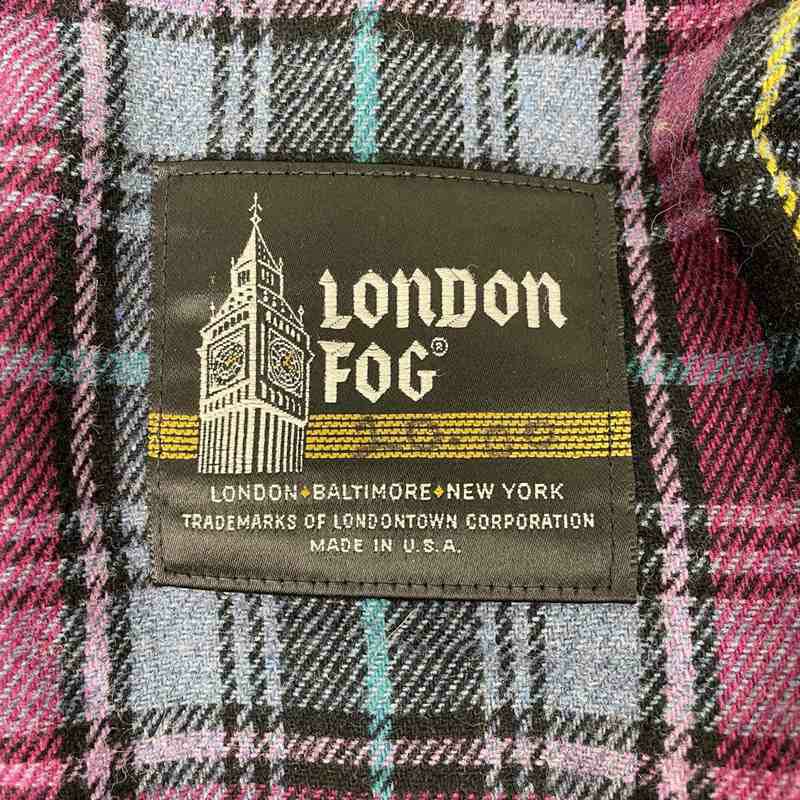 LONDON
FOG®
LONDON♦BALTIMORE♦NEW YORK
TRADEMARKS OF LONDONTOWN CORPORATION
MADE IN U.S.A.